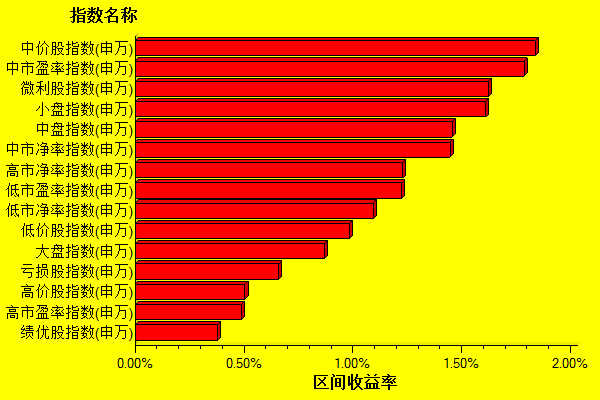 指数名称
中价股指数(申万)
中市盈率指数(申万)
微利股指数(申万)
小盘指数(申万)
中盘指数(申万)
中市净率指数(申万)
高市净率指数(申万)
低市盈率指数(申万)
低市净率指数(申万)
低价股指数(申万)
大盘指数(申万)
亏损股指数(申万)
高价股指数(申万)
高市盈率指数(申万)
绩优股指数(申万)
0.00% 0.50% 1.00% 1.50% 2.00%
区间收益率